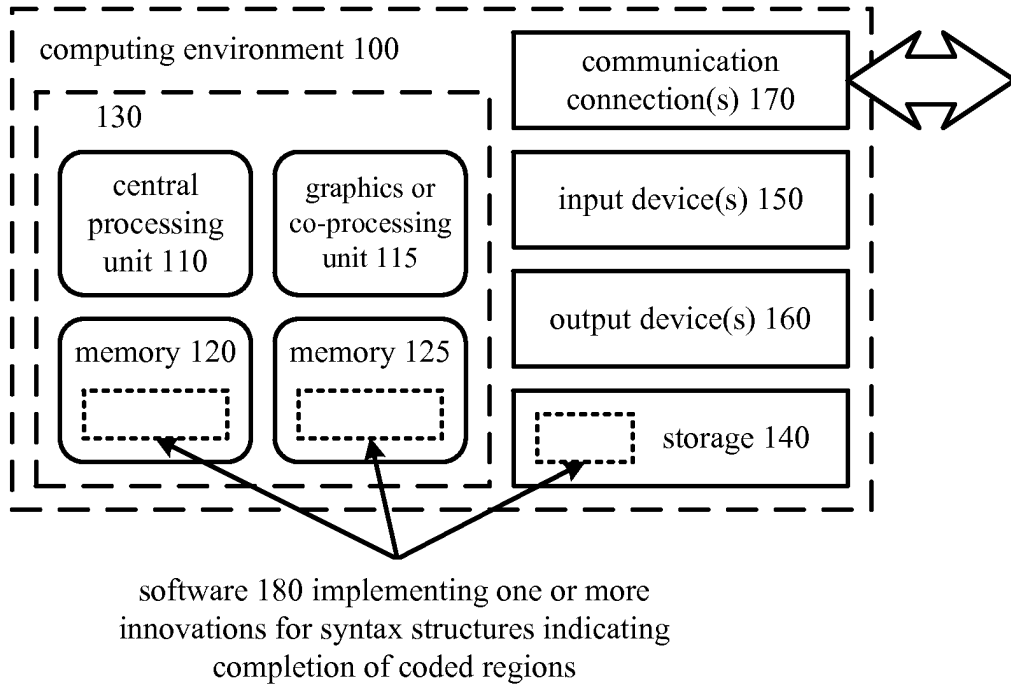 computing environment 100
130
central
processing
unit 110
graphics or
co-processing
unit 115
memory 120
memory 125
communication
connection(s) 170
input device(s) 150
output device(s) 160
storage 140
software 180 implementing one or more
innovations for syntax structures indicating
completion of coded regions